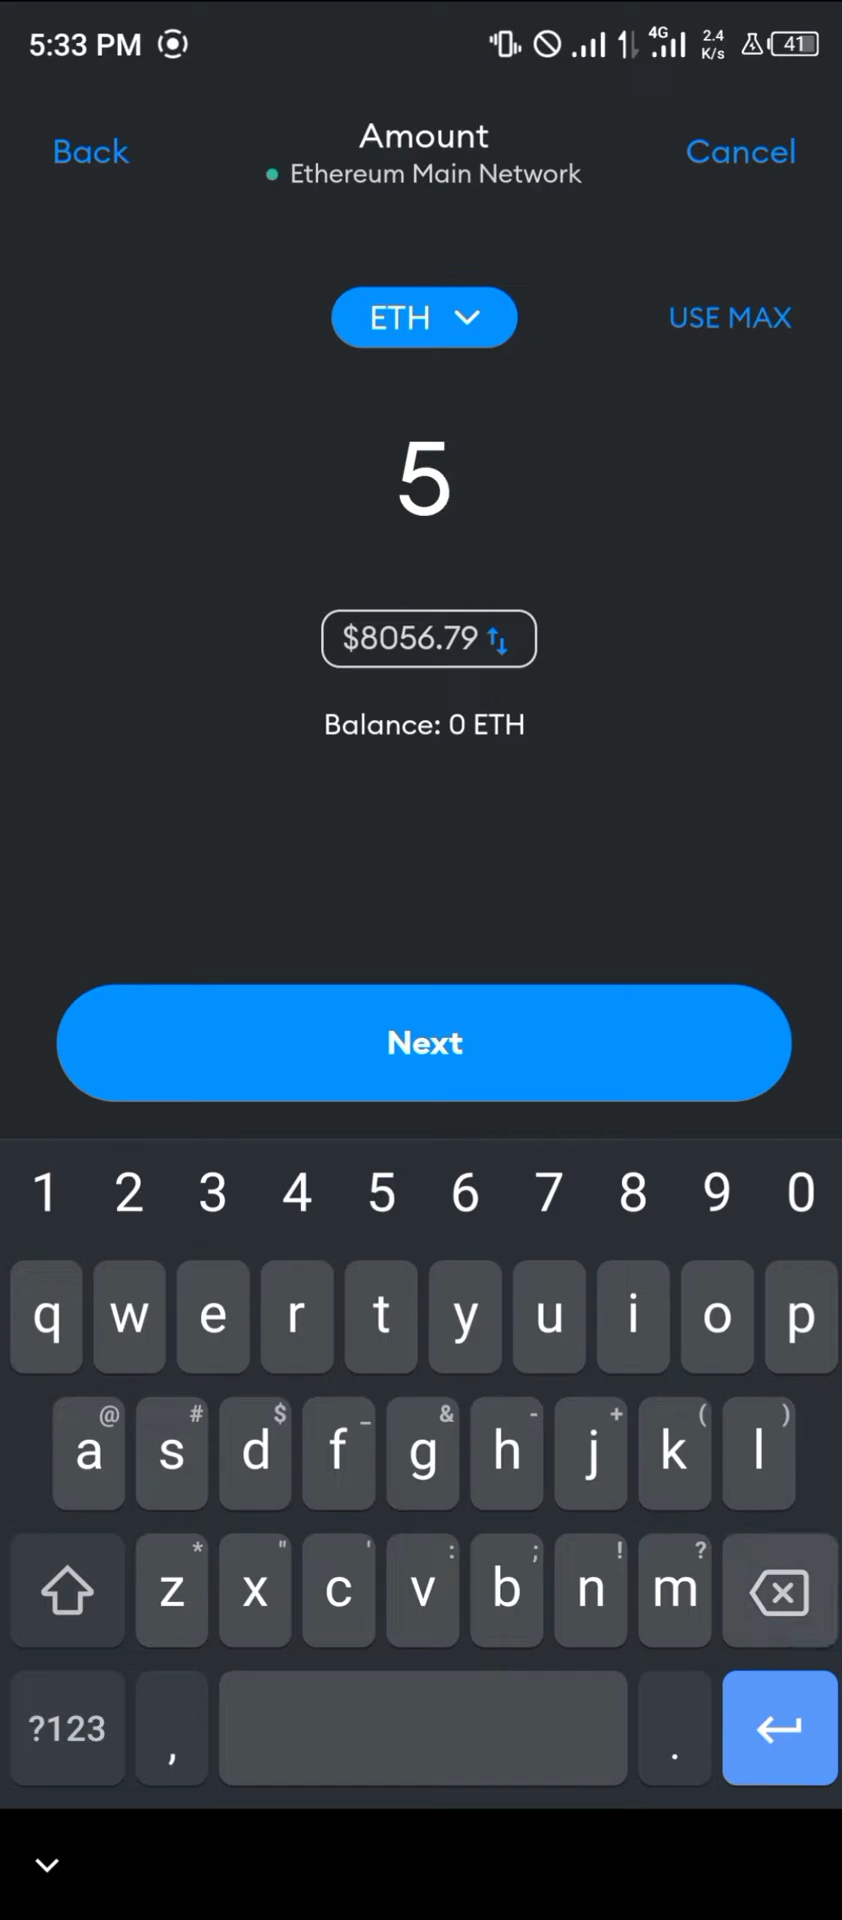 5:33 PM 4G 2.4 K/s 41
Back Amount Cancel
Ethereum Main Network
ETH USE MAX
5
$8056.79
Balance: 0 ETH
Next
1 2 3 4 5 6 7 8 9 0
q w e r t y u i o p
@ # $ _ & - + ( )
a s d f g h j k l
* " ' : ; ! ?
z x c v b n m
?123 , .